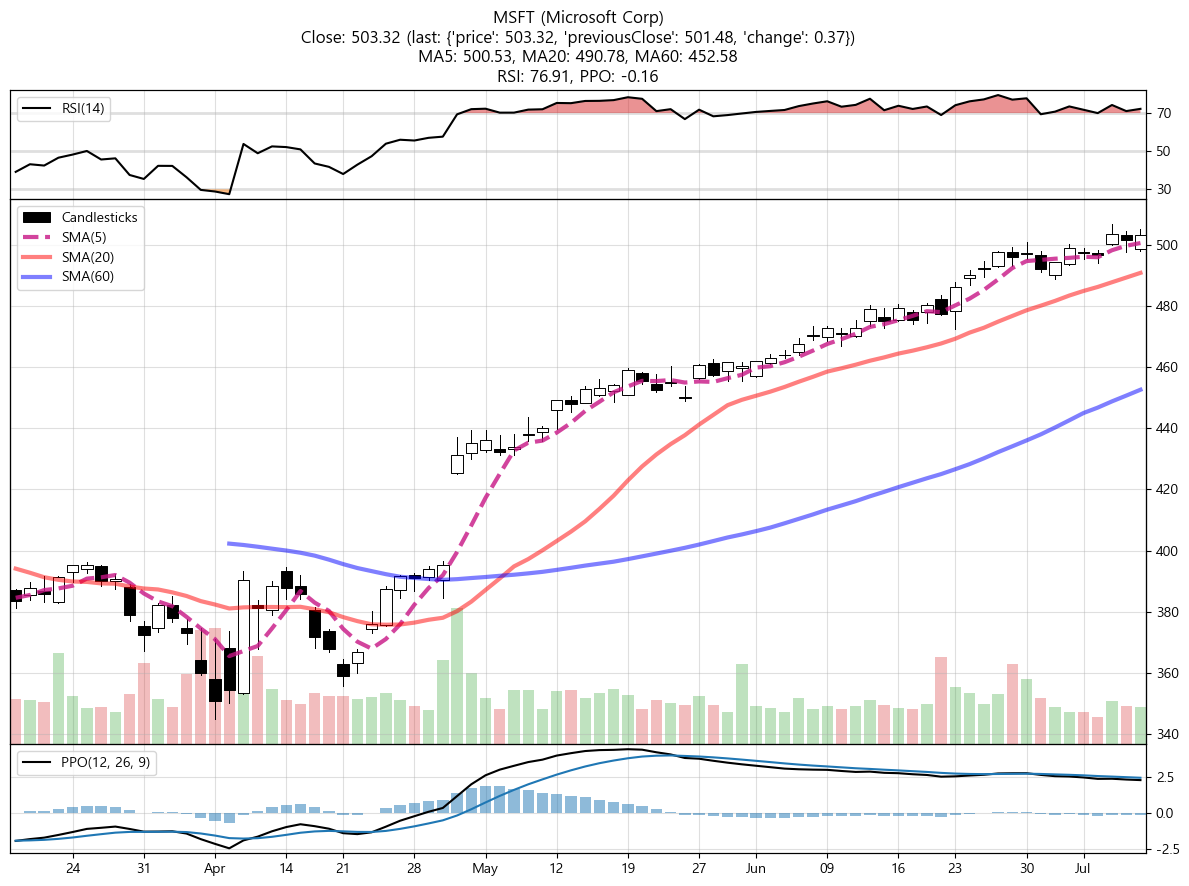 MSFT (Microsoft Corp)
Close: 503.32 (last: {'price': 503.32, 'previousClose': 501.48, 'change': 0.37})
MA5: 500.53, MA20: 490.78, MA60: 452.58
RSI: 76.91, PPO: -0.16
RSI(14)
70
50
30
Candlesticks
SMA(5)
SMA(20)
SMA(60)
500
480
460
440
420
400
380
360
340
PPO(12, 26, 9)
2.5
0.0
-2.5
24 31 Apr 14 21 28 May 12 19 27 Jun 09 16 23 30 Jul